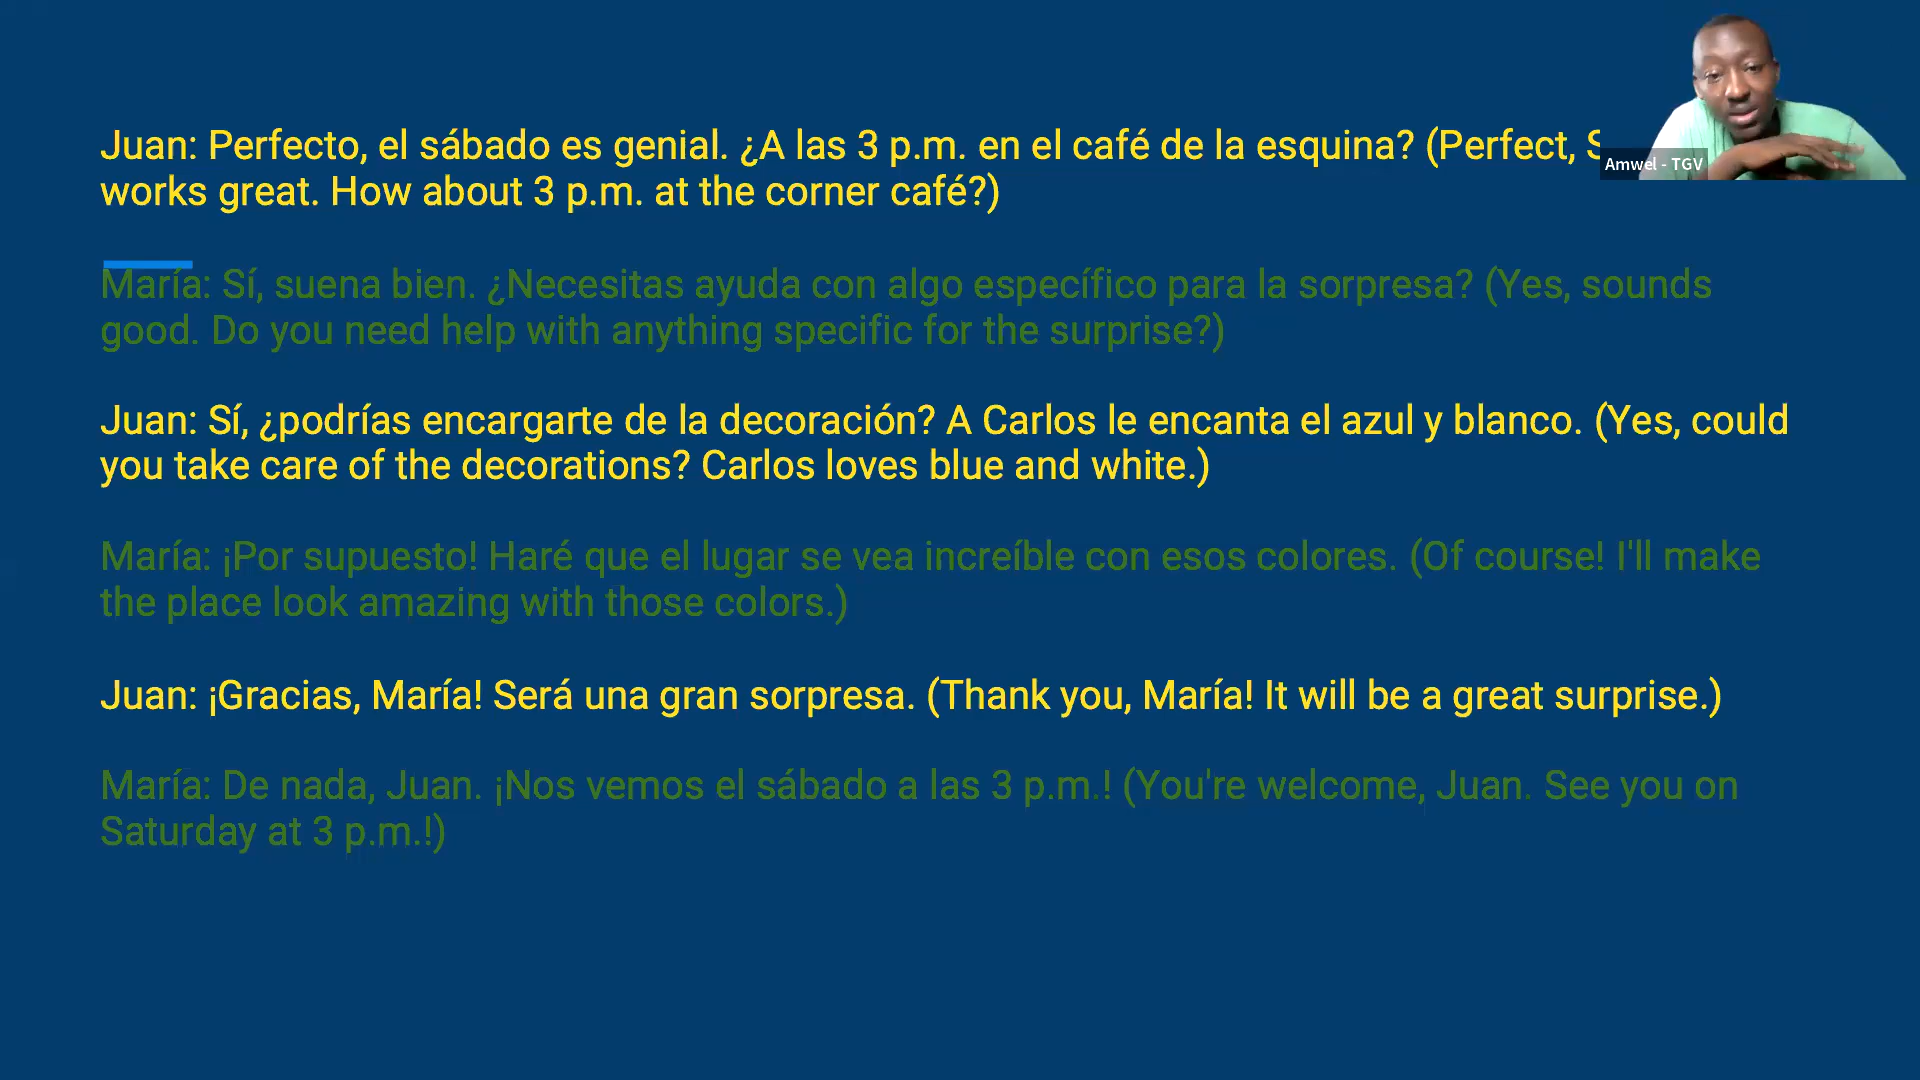 Juan: Perfecto, el sábado es genial. ¿A las 3 p.m. en el café de la esquina? (Perfect,
works great. How about 3 p.m. at the corner café?)
María: Sí, suena bien. ¿Necesitas ayuda con algo específico para la sorpresa? (Yes, sounds
good. Do you need help with anything specific for the surprise?)
Juan: Sí, ¿podrías encargarte de la decoración? A Carlos le encanta el azul y blanco. (Yes, could
you take care of the decorations? Carlos loves blue and white.)
María: ¡Por supuesto! Haré que el lugar se vea increíble con esos colores. (Of course! I'll make
the place look amazing with those colors.)
Juan: ¡Gracias, María! Será una gran sorpresa. (Thank you, María! It will be a great surprise.)
María: De nada, Juan. ¡Nos vemos el sábado a las 3 p.m.! (You're welcome, Juan. See you on
Saturday at 3 p.m.!)
Amwel - TGV